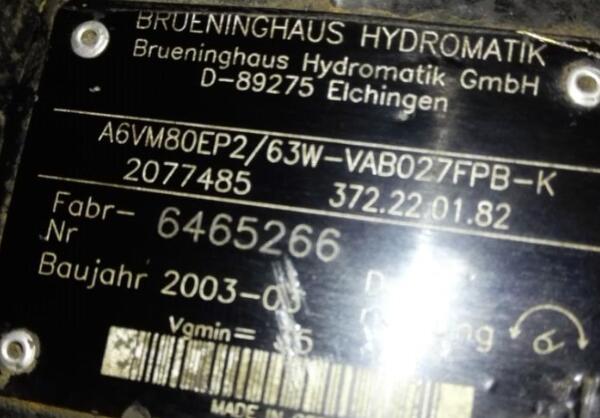 BRUENINGHAUS HYDROMATIK
Brueninghaus Hydromatik GmbH
D-89275 Elchingen
A6VM80EP2/63W-VAB027FPB-K
2077485 372.22.01.82
Fabr-
Nr 6465266
Baujahr 2003-0
Vgmin=
MADE IN